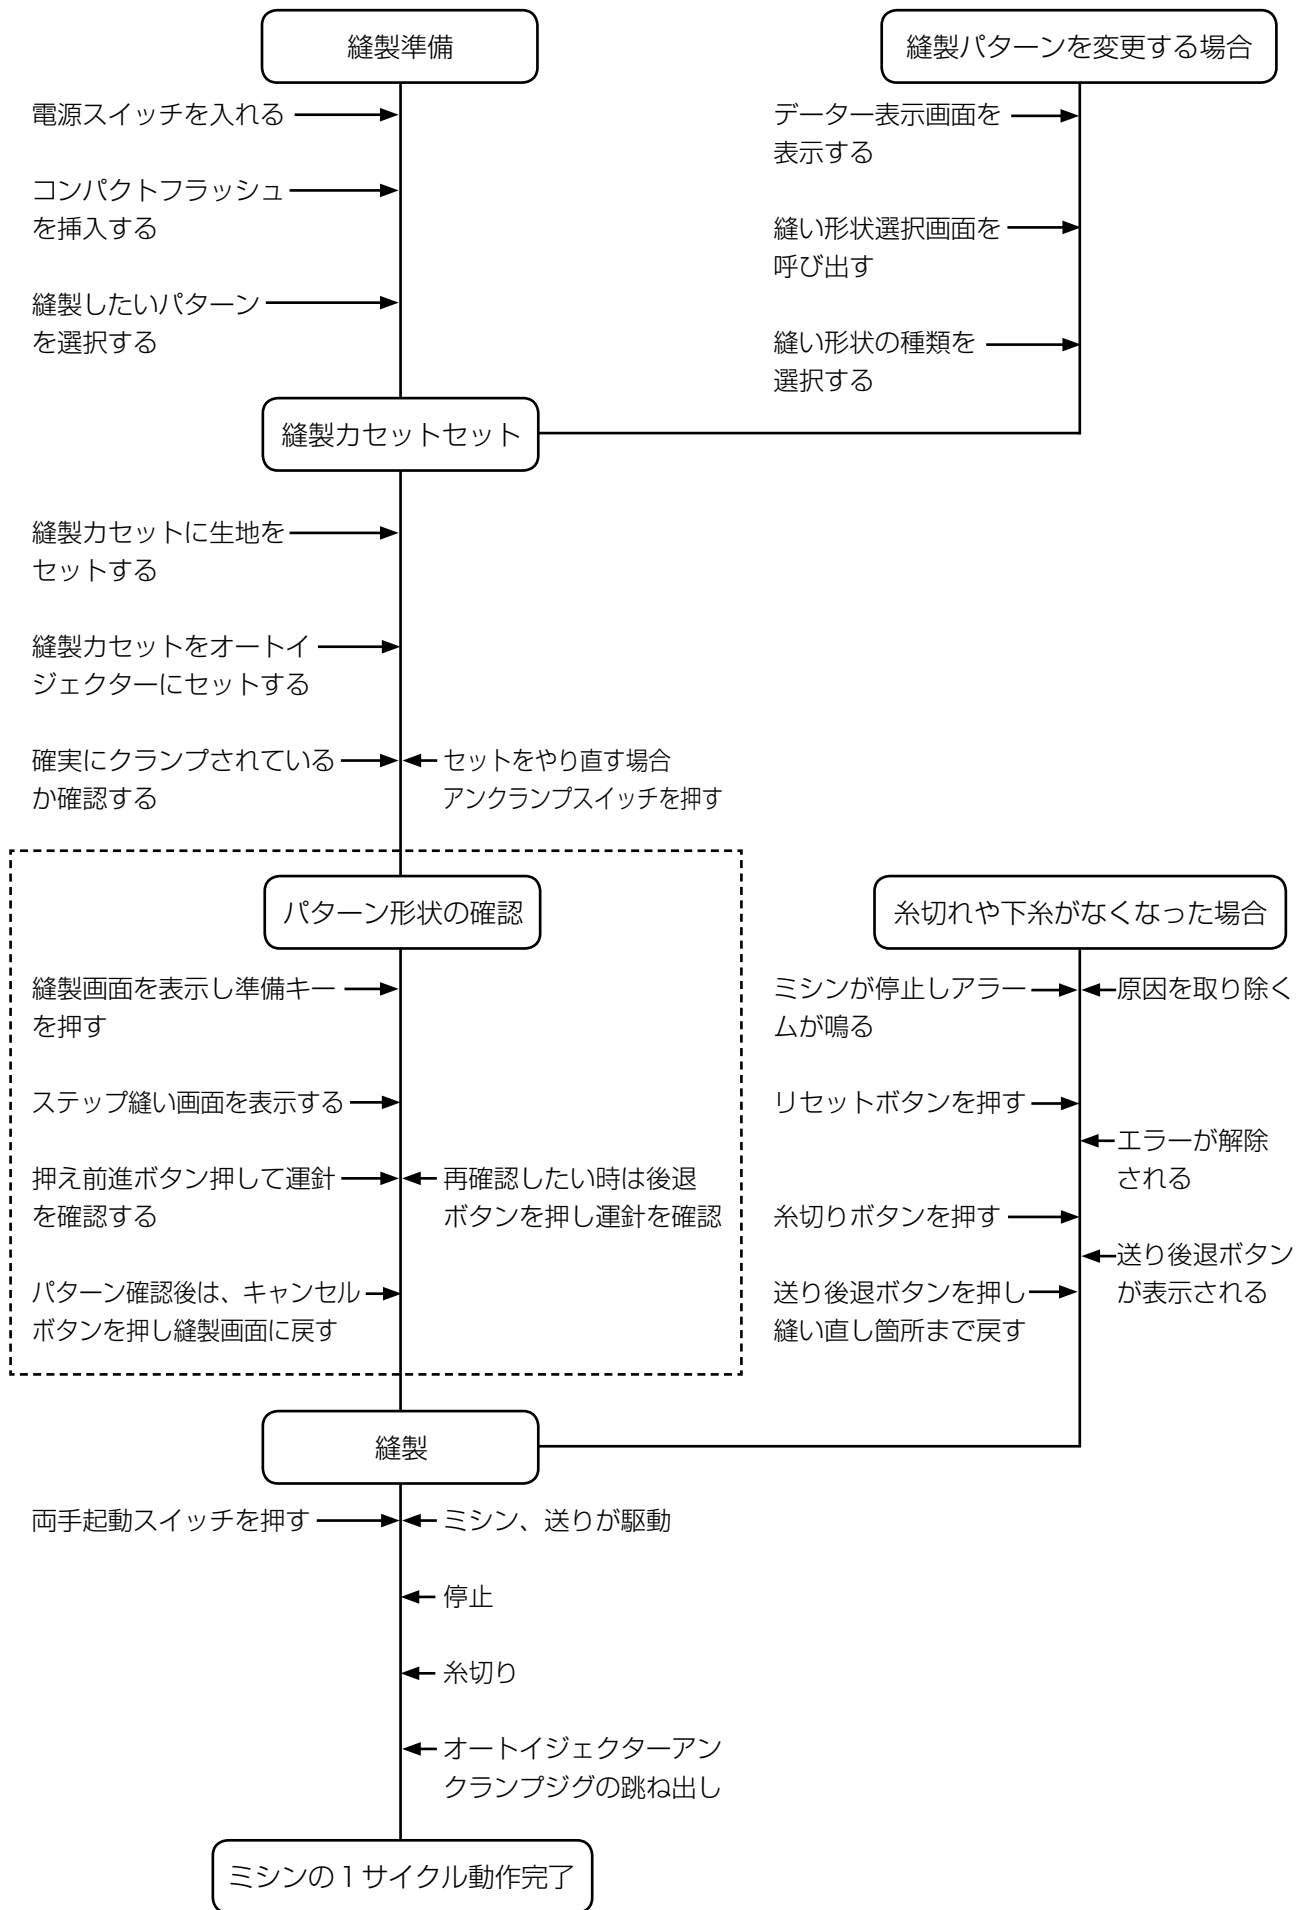 縫製準備
電源スイッチを入れる
コンパクトフラッシュ
を挿入する
縫製したいパターン
を選択する
縫製パターンを変更する場合
データー表示画面を
表示する
縫い形状選択画面を
呼び出す
縫い形状の種類を
選択する
縫製カセットセット
縫製カセットに生地を
セットする
縫製カセットをオートイ
ジェクターにセットする
確実にクランプされている
か確認する
セットをやり直す場合
アンクランプスイッチを押す
パターン形状の確認
縫製画面を表示し準備キー
を押す
ステップ縫い画面を表示する
押え前進ボタン押して運針
を確認する
再確認したい時は後退
ボタンを押し運針を確認
パターン確認後は、キャンセル
ボタンを押し縫製画面に戻す
糸切れや下糸がなくなった場合
ミシンが停止しアラー
ムが鳴る
原因を取り除く
リセットボタンを押す
エラーが解除
される
糸切りボタンを押す
送り後退ボタン
が表示される
送り後退ボタンを押し
縫い直し箇所まで戻す
縫製
両手起動スイッチを押す
ミシン、送りが駆動
停止
糸切り
オートイジェクターアン
クランプジグの跳ね出し
ミシンの1サイクル動作完了